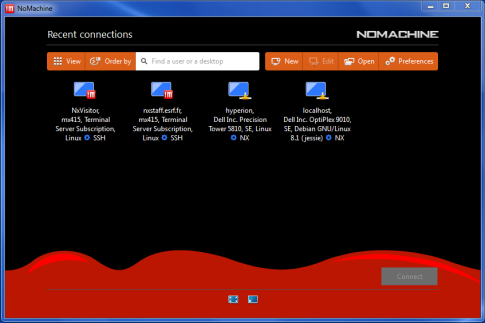 NoMachine
Recent connections
NOMACHINE
View
Order by
Find a user or a desktop
New
Edit
Open
Preferences
NxVisitor,
mx415, Terminal
Server Subscription,
Linux SSH
nxstaff.esrf.fr,
mx415, Terminal
Server Subscription,
Linux SSH
hyperion,
Dell Inc. Precision
Tower 5810, SE, Linux
NX
localhost,
Dell Inc. OptiPlex 9010,
SE, Debian GNU/Linux
8.1 (jessie) NX
Connect